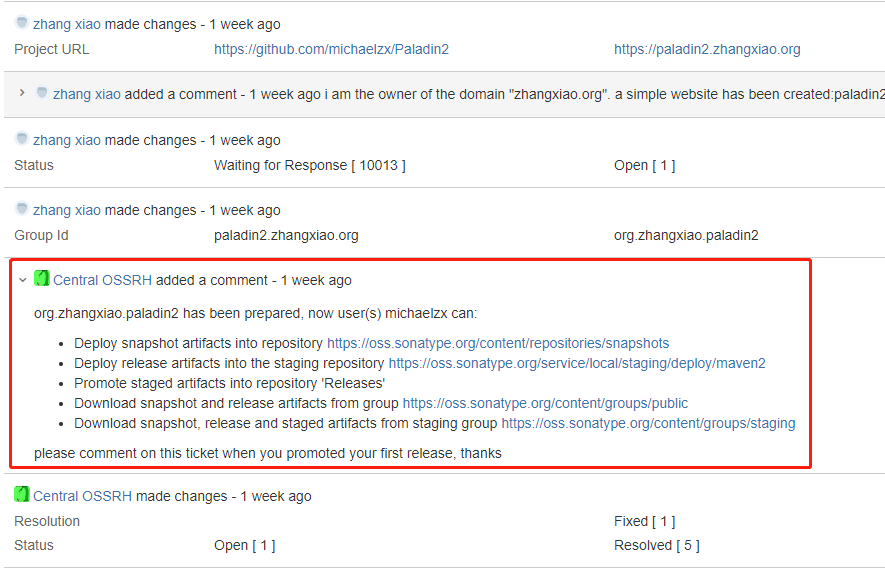 zhang xiao made changes - 1 week ago
Project URL https://github.com/michaelzx/Paladin2 https://paladin2.zhangxiao.org
zhang xiao added a comment - 1 week ago i am the owner of the domain "zhangxiao.org". a simple website has been created:paladin2
zhang xiao made changes - 1 week ago
Status Waiting for Response [ 10013 ] Open [ 1 ]
zhang xiao made changes - 1 week ago
Group Id paladin2.zhangxiao.org org.zhangxiao.paladin2
Central OSSRH added a comment - 1 week ago
org.zhangxiao.paladin2 has been prepared, now user(s) michaelzx can:
• Deploy snapshot artifacts into repository https://oss.sonatype.org/content/repositories/snapshots
• Deploy release artifacts into the staging repository https://oss.sonatype.org/service/local/staging/deploy/maven2
• Promote staged artifacts into repository 'Releases'
• Download snapshot and release artifacts from group https://oss.sonatype.org/content/groups/public
• Download snapshot, release and staged artifacts from staging group https://oss.sonatype.org/content/groups/staging
please comment on this ticket when you promoted your first release, thanks
Central OSSRH made changes - 1 week ago
Resolution Fixed [ 1 ]
Status Open [ 1 ] Resolved [ 5 ]